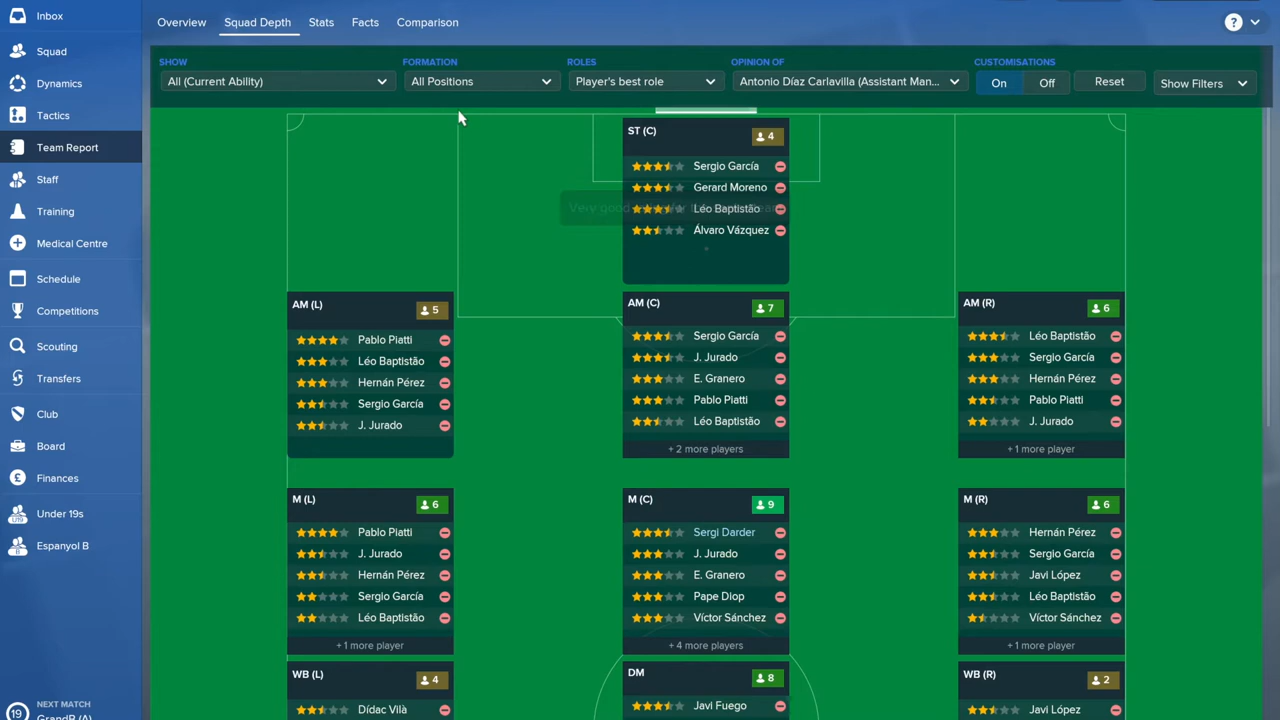 Inbox
Squad
Dynamics
Tactics
Team Report
Staff
Training
Medical Centre
Schedule
Competitions
Scouting
Transfers
Club
Board
£ Finances
U19 Under 19s
B Espanyol B
NEXT MATCH
19 GrandP (A)
Overview Squad Depth Stats Facts Comparison
?
SHOW FORMATION ROLES OPINION OF CUSTOMISATIONS
All (Current Ability) All Positions Player's best role Antonio Díaz Carlavilla (Assistant Man... On Off Reset Show Filters
ST (C) 4
Sergio García
Gerard Moreno
Léo Baptistão
Álvaro Vázquez
AM (L) 5
Pablo Piatti
Léo Baptistão
Hernán Pérez
Sergio García
J. Jurado
AM (C) 7
Sergio García
J. Jurado
E. Granero
Pablo Piatti
Léo Baptistão
+ 2 more players
AM (R) 6
Léo Baptistão
Sergio García
Hernán Pérez
Pablo Piatti
J. Jurado
+ 1 more player
M (L) 6
Pablo Piatti
J. Jurado
Hernán Pérez
Sergio García
Léo Baptistão
+ 1 more player
M (C) 9
Sergi Darder
J. Jurado
E. Granero
Pape Diop
Víctor Sánchez
+ 4 more players
M (R) 6
Hernán Pérez
Sergio García
Javi López
Léo Baptistão
Víctor Sánchez
+ 1 more player
WB (L) 4
Dídac Vilà
DM 8
Javi Fuego
WB (R) 2
Javi López